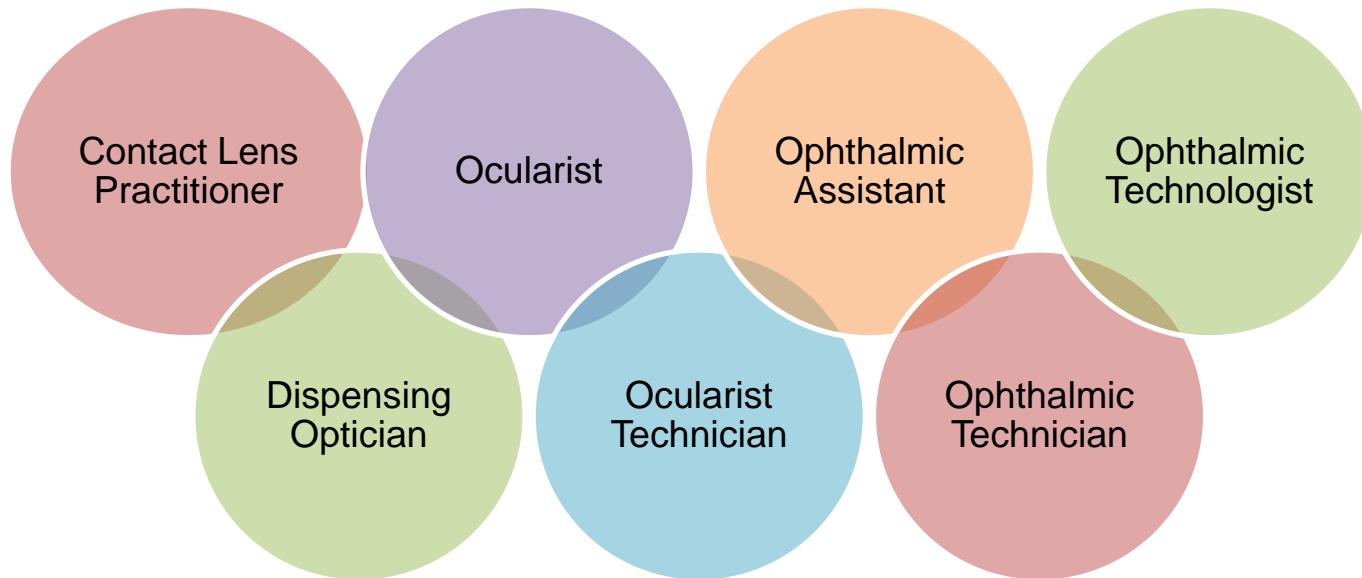 Contact Lens
Practitioner
Ocularist
Ophthalmic
Assistant
Ophthalmic
Technologist
Dispensing
Optician
Ocularist
Technician
Ophthalmic
Technician